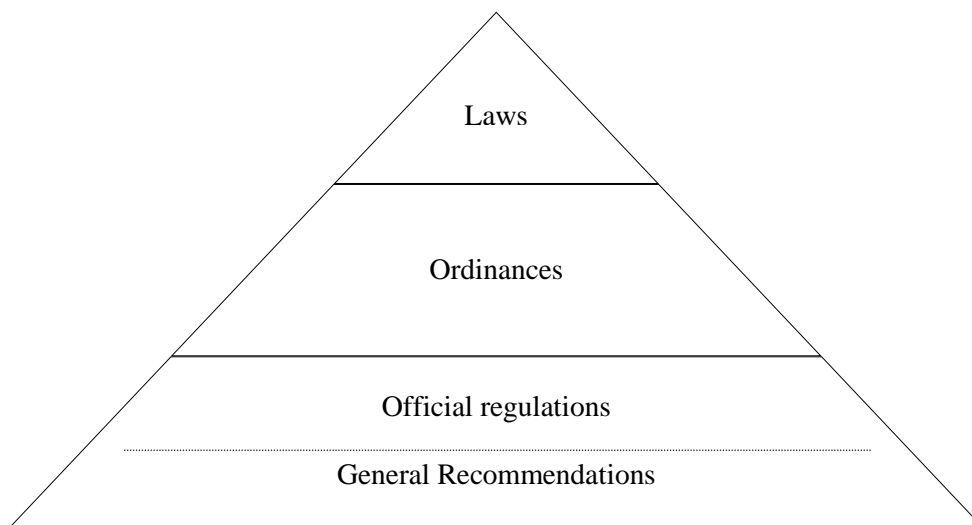 Laws
Ordinances
Official regulations
General Recommendations